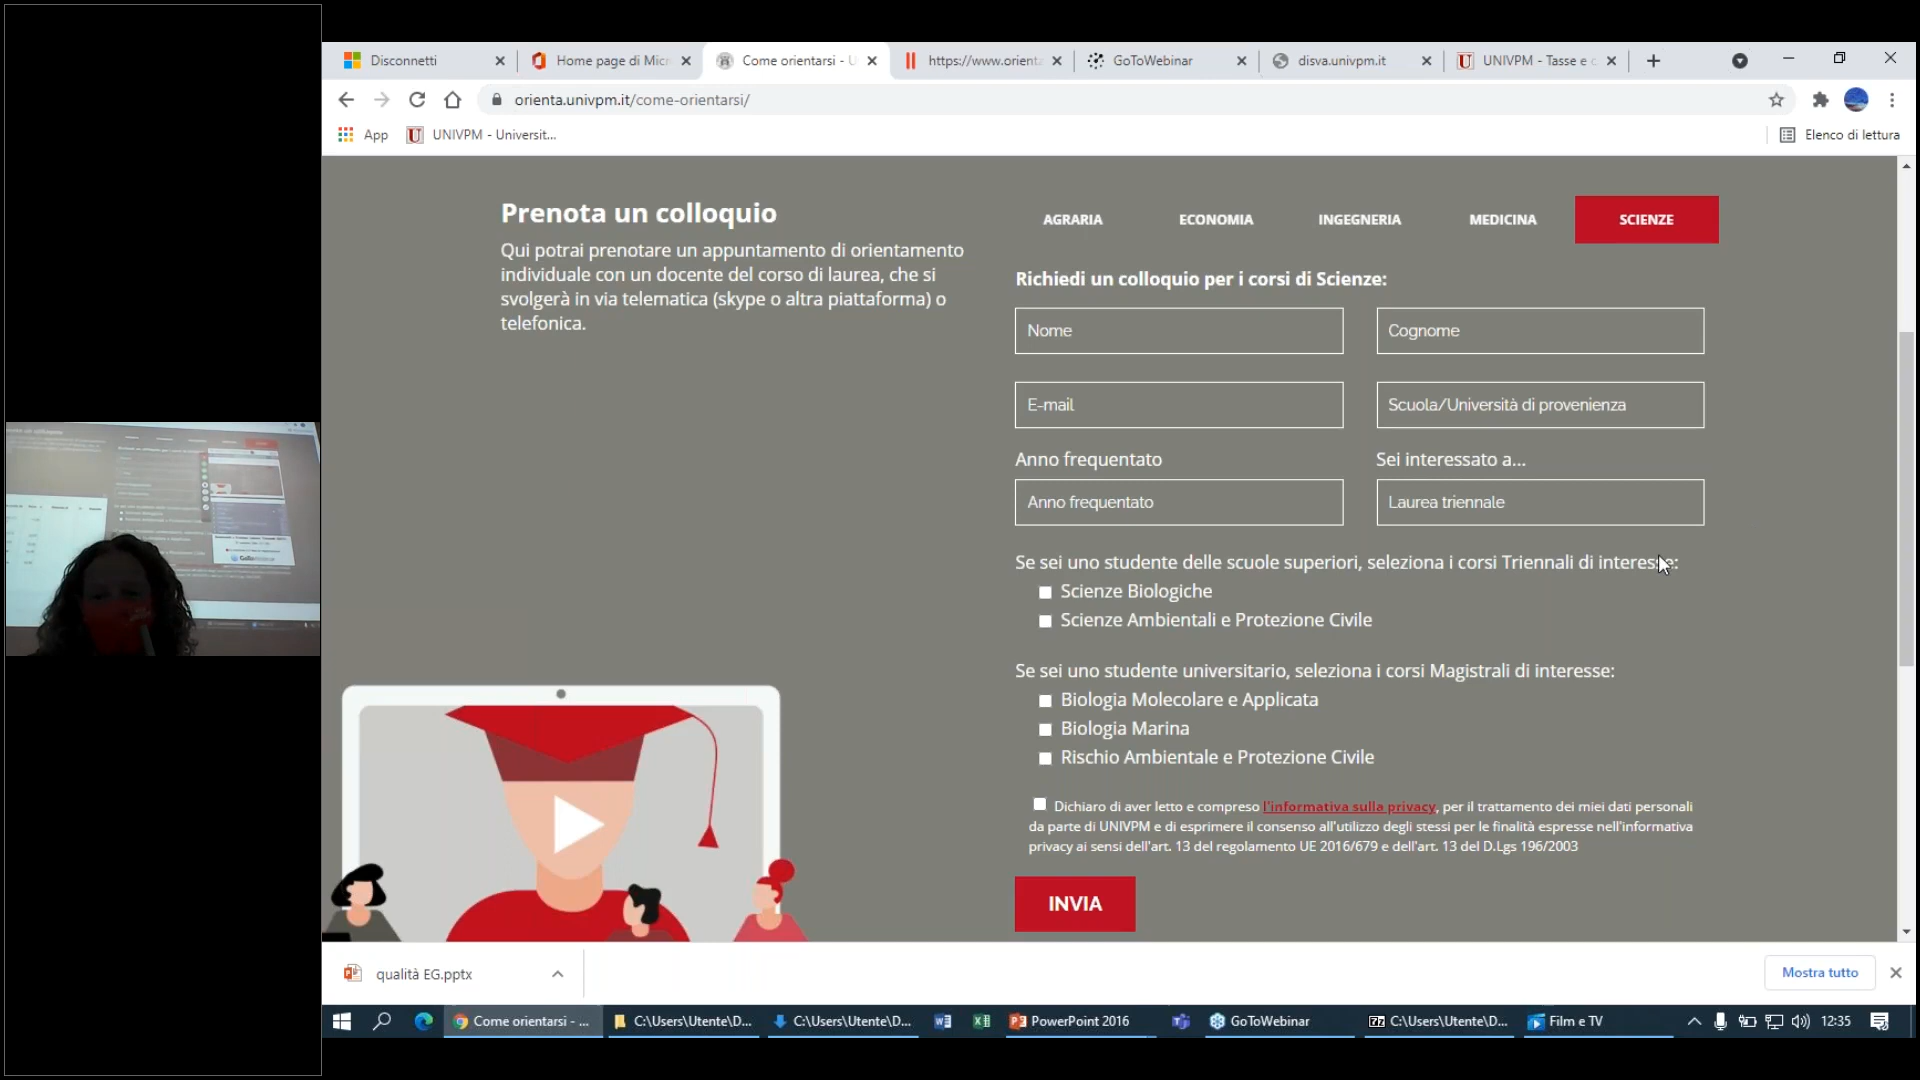 Disconnetti
Home page di Micr
Come orientarsi - U
https://www.orienta
GoToWebinar
disva.univpm.it
UNIVPM - Tasse e c
orienta.univpm.it/come-orientarsi/
App
UNIVPM - Universit...
Elenco di lettura
Prenota un colloquio
Qui potrai prenotare un appuntamento di orientamento
individuale con un docente del corso di laurea, che si
svolgerà in via telematica (skype o altra piattaforma) o
telefonica.
AGRARIA ECONOMIA INGEGNERIA MEDICINA SCIENZE
Richiedi un colloquio per i corsi di Scienze:
Nome Cognome
E-mail Scuola/Università di provenienza
Anno frequentato Sei interessato a...
Anno frequentato Laurea triennale
Se sei uno studente delle scuole superiori, seleziona i corsi Triennali di interesse:
Scienze Biologiche
Scienze Ambientali e Protezione Civile
Se sei uno studente universitario, seleziona i corsi Magistrali di interesse:
Biologia Molecolare e Applicata
Biologia Marina
Rischio Ambientale e Protezione Civile
Dichiaro di aver letto e compreso l'informativa sulla privacy, per il trattamento dei miei dati personali
da parte di UNIVPM e di esprimere il consenso all'utilizzo degli stessi per le finalità espresse nell'informativa
privacy ai sensi dell'art. 13 del regolamento UE 2016/679 e dell'art. 13 del D.Lgs 196/2003
INVIA
qualità EG.pptx
Mostra tutto
Come orientarsi - ...
C:\Users\Utente\D...
C:\Users\Utente\D...
PowerPoint 2016
GoToWebinar
C:\Users\Utente\D...
Film e TV
12:35